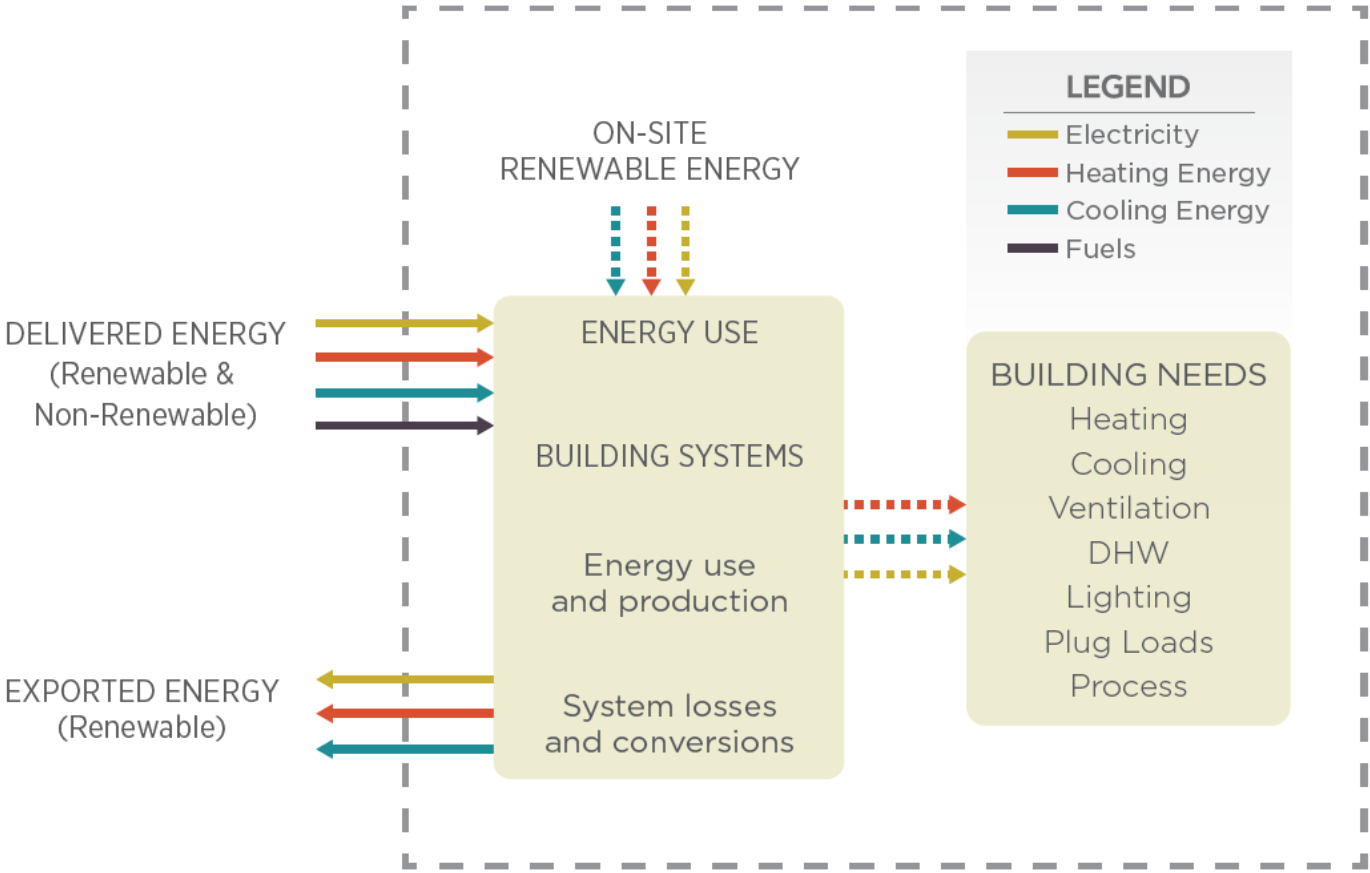 ON-SITE
RENEWABLE ENERGY
LEGEND
Electricity
Heating Energy
Cooling Energy
Fuels
DELIVERED ENERGY
(Renewable &
Non-Renewable)
ENERGY USE
BUILDING SYSTEMS
Energy use
and production
System losses
and conversions
BUILDING NEEDS
Heating
Cooling
Ventilation
DHW
Lighting
Plug Loads
Process
EXPORTED ENERGY
(Renewable)